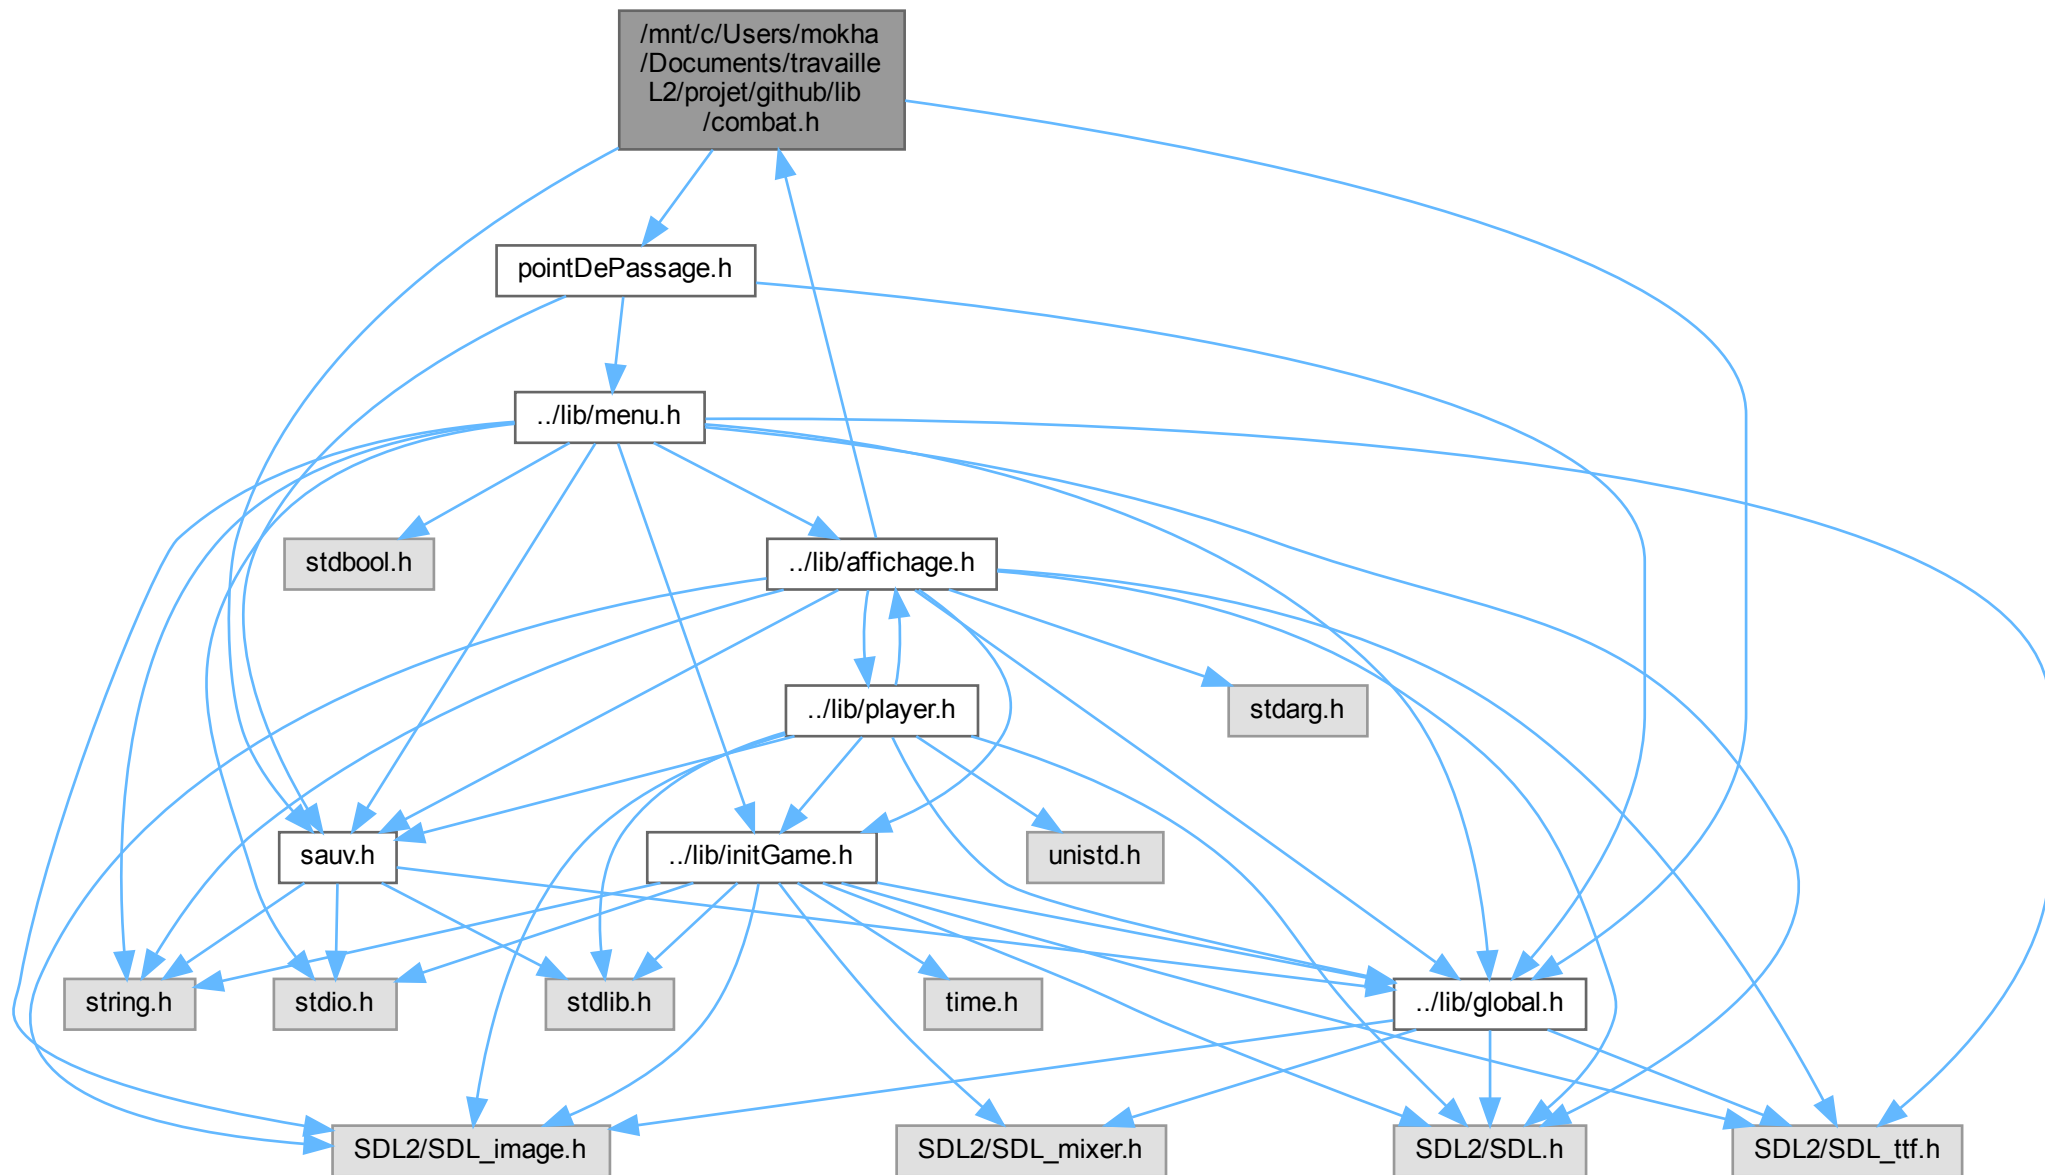 /mnt/c/Users/mokha
/Documents/travaille
L2/projet/github/lib
/combat.h
pointDePassage.h
../lib/menu.h
stdbool.h
../lib/affichage.h
../lib/player.h
stdarg.h
sauv.h
../lib/initGame.h
unistd.h
string.h
stdio.h
stdlib.h
time.h
../lib/global.h
SDL2/SDL_image.h
SDL2/SDL_mixer.h
SDL2/SDL.h
SDL2/SDL_ttf.h